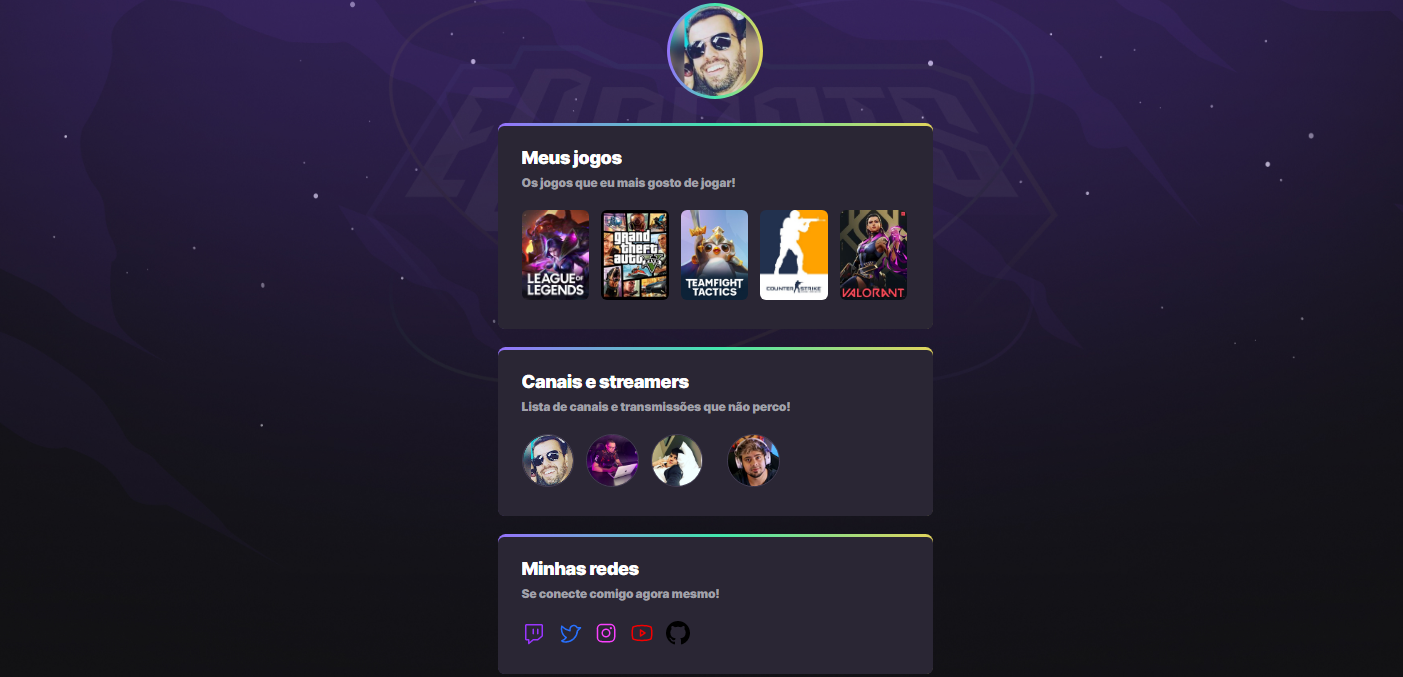 Meus jogos
Os jogos que eu mais gosto de jogar!
LEAGUE OF
LEGENDS
grand
theft
auto
V
TEAMFIGHT
TACTICS
COUNTER STRIKE
VALORANT
Canais e streamers
Lista de canais e transmissões que não perco!
Minhas redes
Se conecte comigo agora mesmo!